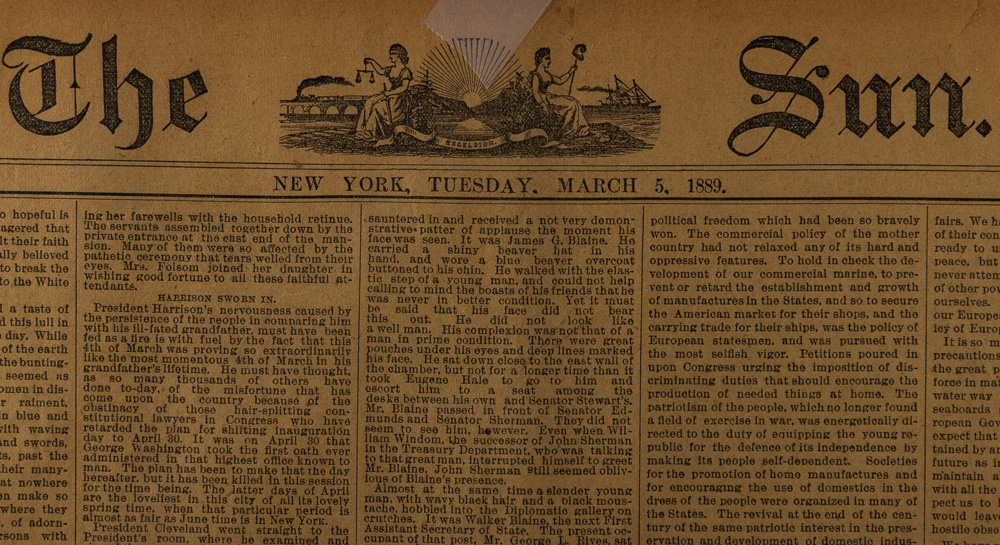 The Sun.
EXCELSIOR.
NEW YORK, TUESDAY, MARCH 5, 1889.
o hopeful is
agered that
lt their faith
ally believed
to break the
to the White
d a taste of
d this lull in
day. While
of the earth
the bunting-
seemed as
omen in dis-
r raiment,
in blue and
ith waving
and swords,
ts, past the
their many-
at nowhere
en make so
where they
, of adorn-
rsons with
ing her farewells with the household retinue.
The servants assembled together down by the
private entrance at the east end of the man-
sion. Many of them were so affected by the
pathetic ceremony that tears welled from their
eyes. Mrs. Folsom joined her daughter in
wishing good fortune to all these faithful at-
tendants.
HARRISON SWORN IN.
President Harrison's nervousness caused by
the persistence of the people in comparing him
with his ill-fated grandfather, must have been
fed as a fire is with fuel by the fact that this
4th of March was proving so extraordinarily
like the most momentous 4th of March in his
grandfather's lifetime. He must have thought,
as so many thousands of others have
done to-day, of the misfortune that has
come upon the country because of the
obstinacy of those hair-splitting con-
stitutional lawyers in Congress who have
retarded the plan for shifting inauguration
day to April 30. It was on April 30 that
George Washington took the first oath ever
administered in that highest office known to
man. The plan has been to make that the day
hereafter, but it has been killed in this session
for the time being. The latter days of April
are the loveliest in this city of all its lovely
spring time, when that particular period is
almost as fair as June time is in New York.
President Cleveland went straight to the
President's room, where he examined and
sauntered in and received a not very demon-
strative patter of applause the moment his
face was seen. It was James G. Blaine. He
carried a shiny beaver hat in his
hand, and wore a blue beaver overcoat
buttoned to his chin. He walked with the elas-
tic step of a young man, and could not help
calling to mind the boasts of his friends that he
was never in better condition. Yet it must
be said that his face did not bear
this out. He did not look like
a well man. His complexion was not that of a
man in prime condition. There were great
pouches under his eyes and deep lines marked
his face. He sat down close to the east wall of
the chamber, but not for a longer time than it
took Eugene Hale to go to him and
escort him to a seat among the
desks between his own and Senator Stewart's.
Mr. Blaine passed in front of Senator Ed-
munds and Senator Sherman. They did not
seem to see him, however. Even when Wil-
liam Windom, the successor of John Sherman
in the Treasury Department, who was talking
to that great man, interrupted himself to greet
Mr. Blaine, John Sherman still seemed obliv-
ious of Blaine's presence.
Almost at the same time a slender young
man, with wavy black hair and a black mous-
tache, hobbled into the Diplomatic gallery on
crutches. It was Walker Blaine, the next First
Assistant Secretary of State. The present oc-
cupant of that post, Mr. George L. Rives, sat
political freedom which had been so bravely
won. The commercial policy of the mother
country had not relaxed any of its hard and
oppressive features. To hold in check the de-
velopment of our commercial marine, to pre-
vent or retard the establishment and growth
of manufactures in the States, and so to secure
the American market for their shops, and the
carrying trade for their ships, was the policy of
European statesmen, and was pursued with
the most selfish vigor. Petitions poured in
upon Congress urging the imposition of dis-
criminating duties that should encourage the
production of needed things at home. The
patriotism of the people, which no longer found
a field of exercise in war, was energetically di-
rected to the duty of equipping the young re-
public for the defence of its independence by
making its people self-dependent. Societies
for the promotion of home manufactures and
for encouraging the use of domestics in the
dress of the people were organized in many of
the States. The revival at the end of the cen-
tury of the same patriotic interest in the pres-
ervation and development of domestic indus-
fairs. We h
of their con
ready to u
peace, but
never attem
of other pov
ourselves.
our Europe
icy of Europ
It is so m
precautions
the great p
force in mai
water way
seaboards
ropean Gov
expect that
tained by an
future as i
maintain a
with all the
pect us to l
would leave
hostile obse